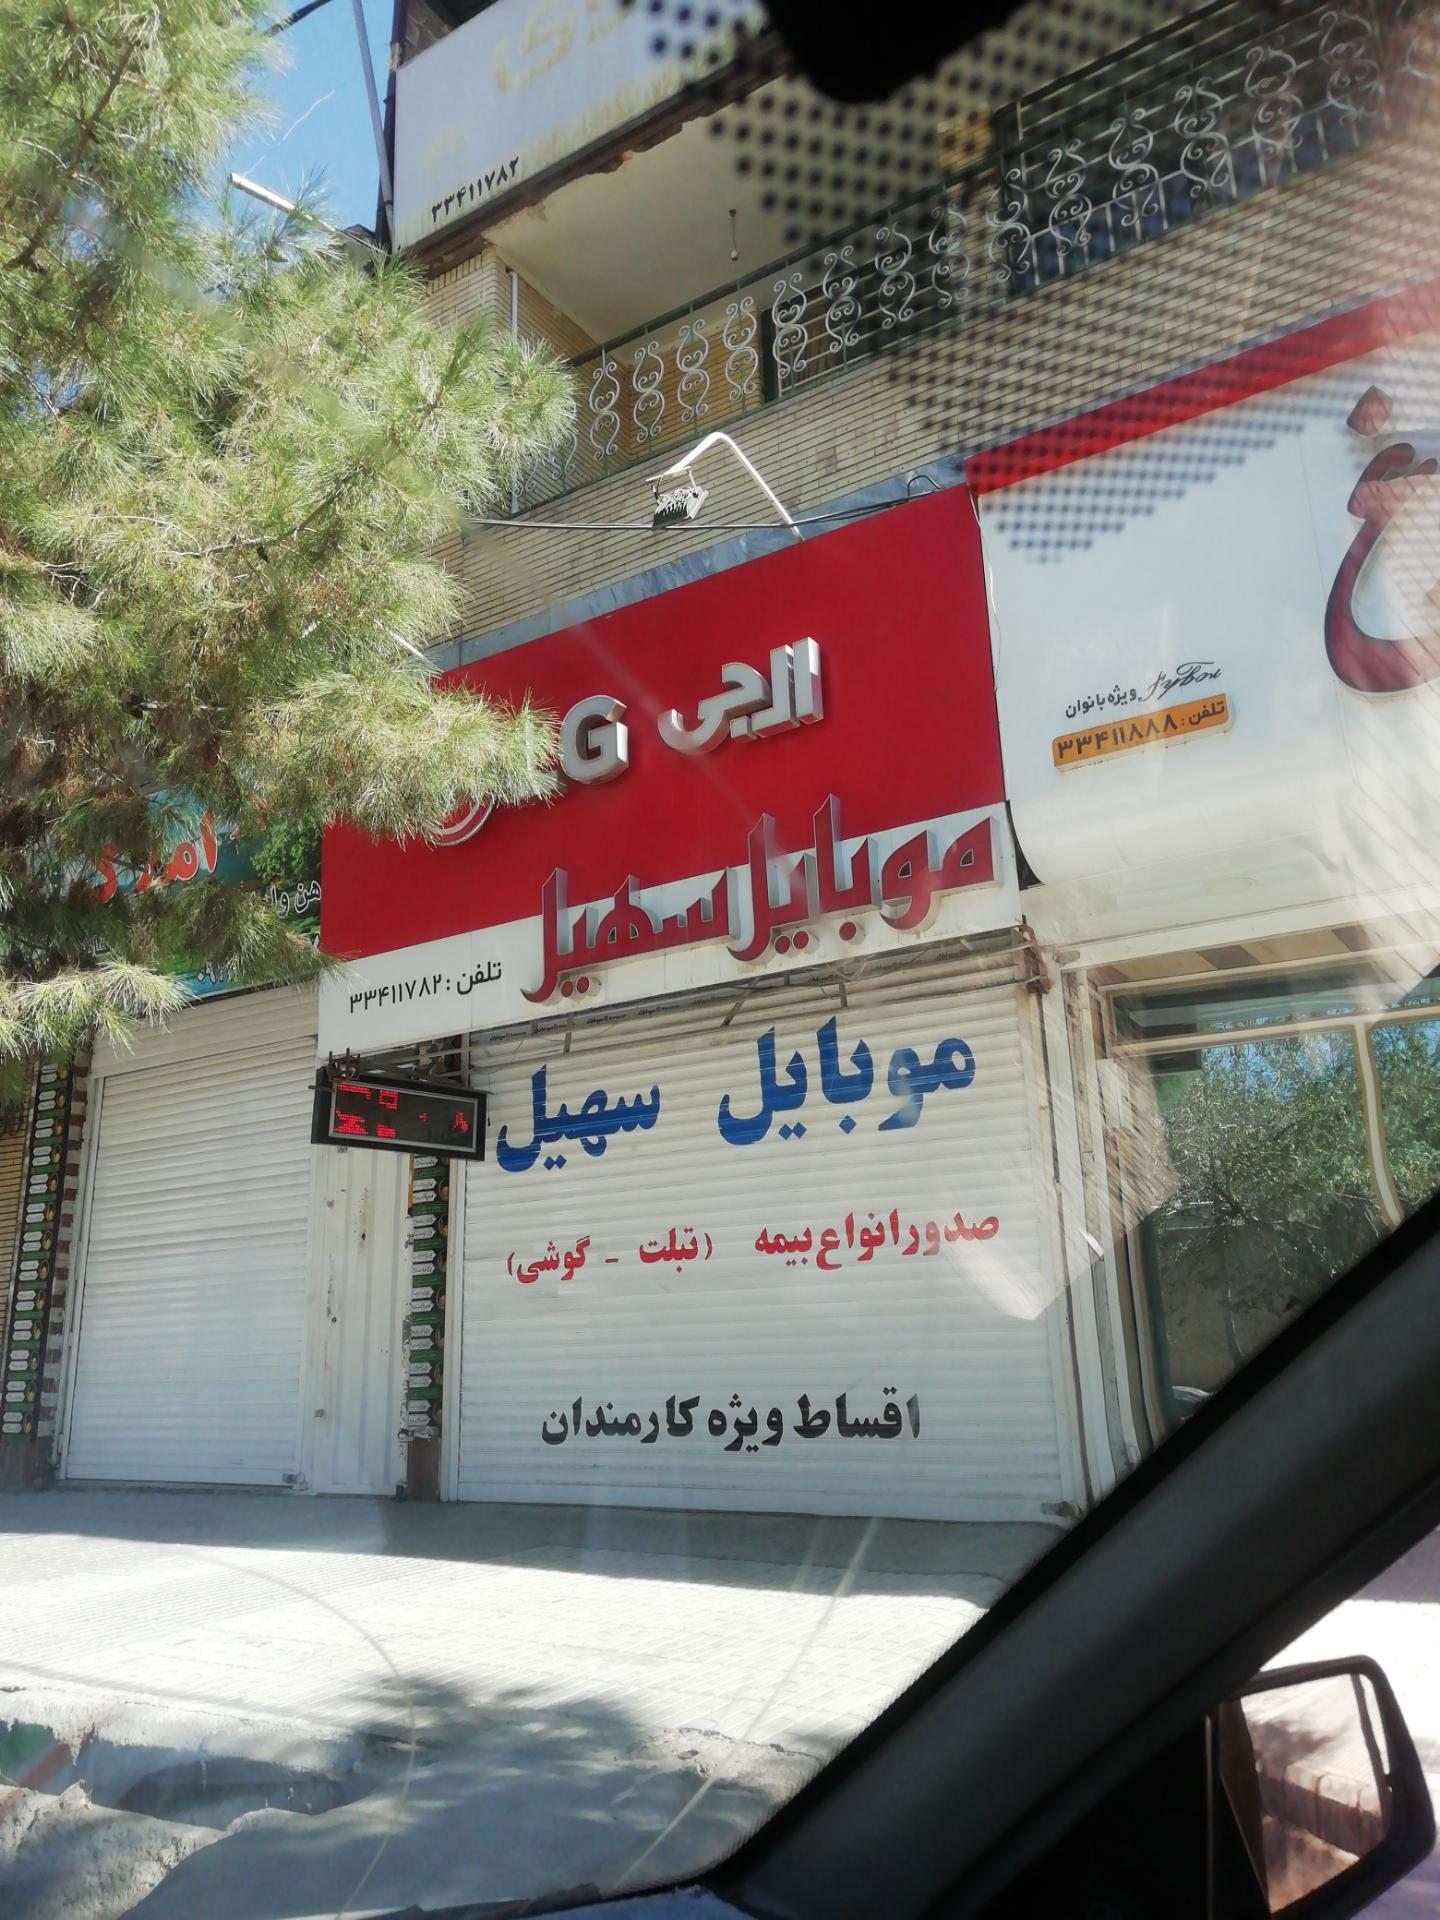 ۳۳۴۱۱۷۸۲
LG ال جی
موبایل سهیل
تلفن : ۳۳۴۱۱۷۸۲
موبایل سهیل
صدور انواع بیمه (تبلت - گوشی)
اقساط ویژه کارمندان
ویژه بانوان
تلفن : ۳۳۴۱۱۸۸۸